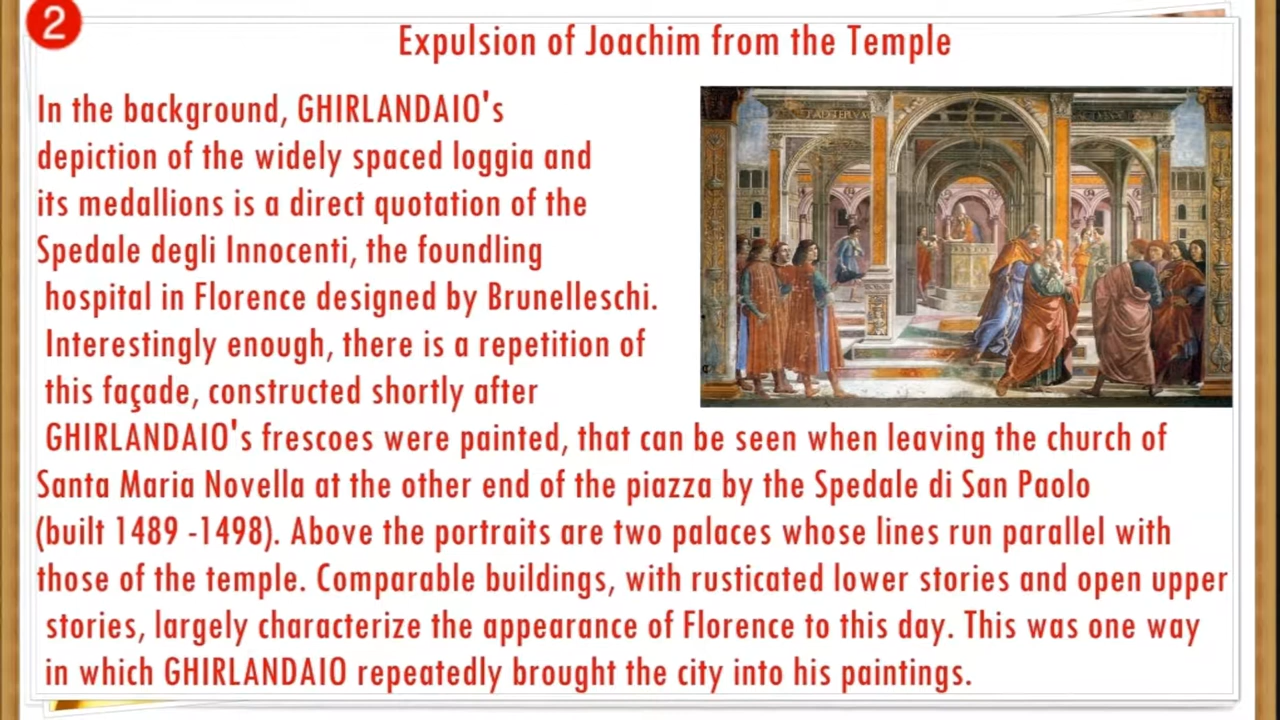 2
Expulsion of Joachim from the Temple
In the background, GHIRLANDAIO's
depiction of the widely spaced loggia and
its medallions is a direct quotation of the
Spedale degli Innocenti, the foundling
hospital in Florence designed by Brunelleschi.
Interestingly enough, there is a repetition of
this façade, constructed shortly after
GHIRLANDAIO's frescoes were painted, that can be seen when leaving the church of
Santa Maria Novella at the other end of the piazza by the Spedale di San Paolo
(built 1489 -1498). Above the portraits are two palaces whose lines run parallel with
those of the temple. Comparable buildings, with rusticated lower stories and open upper
stories, largely characterize the appearance of Florence to this day. This was one way
in which GHIRLANDAIO repeatedly brought the city into his paintings.